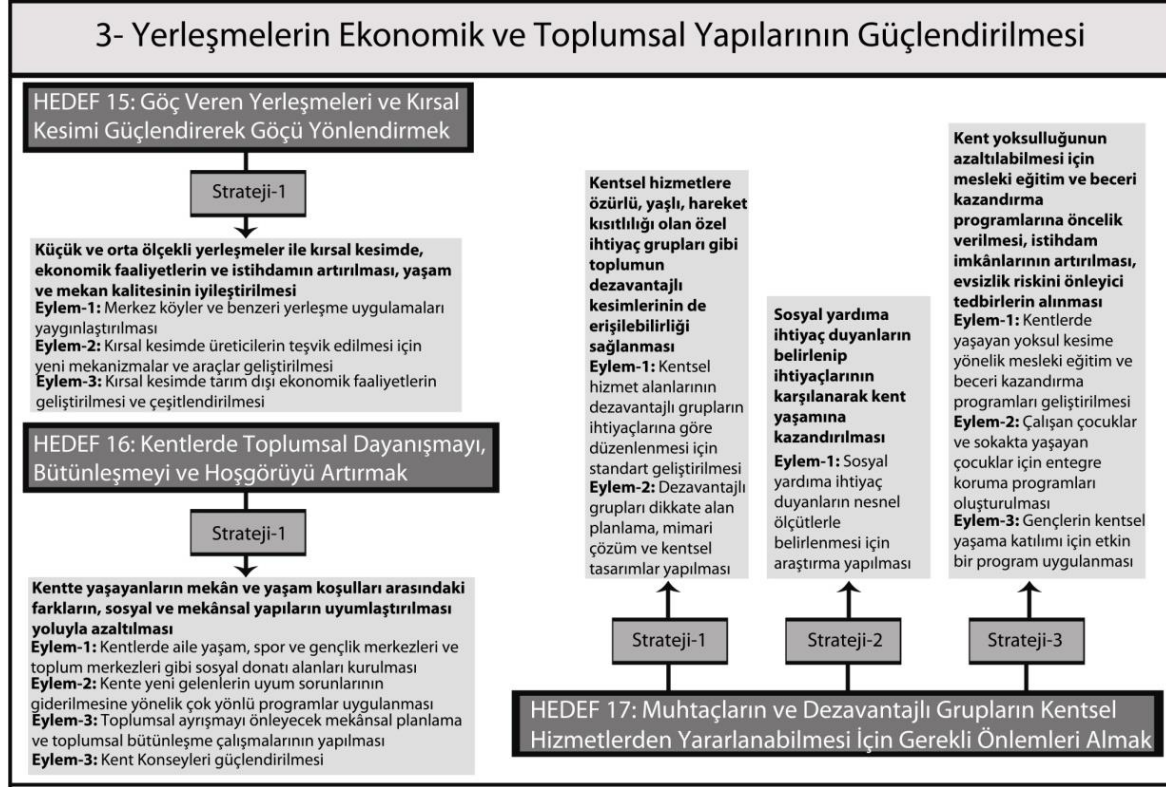 3- Yerleşmelerin Ekonomik ve Toplumsal Yapılarının Güçlendirilmesi
HEDEF 15: Göç Veren Yerleşmeleri ve Kırsal
Kesimi Güçlendirerek Göçü Yönlendirmek
Strateji-1
Küçük ve orta ölçekli yerleşmeler ile kırsal kesimde,
ekonomik faaliyetlerin ve istihdamın artırılması, yaşam
ve mekan kalitesinin iyileştirilmesi
Eylem-1: Merkez köyler ve benzeri yerleşme uygulamaları
yaygınlaştırılması
Eylem-2: Kırsal kesimde üreticilerin teşvik edilmesi için
yeni mekanizmalar ve araçlar geliştirilmesi
Eylem-3: Kırsal kesimde tarım dışı ekonomik faaliyetlerin
geliştirilmesi ve çeşitlendirilmesi
HEDEF 16: Kentlerde Toplumsal Dayanışmayı,
Bütünleşmeyi ve Hoşgörüyü Artırmak
Strateji-1
Kentte yaşayanların mekân ve yaşam koşulları arasındaki
farkların, sosyal ve mekânsal yapıların uyumlaştırılması
yoluyla azaltılması
Eylem-1: Kentlerde aile yaşam, spor ve gençlik merkezleri ve
toplum merkezleri gibi sosyal donatı alanları kurulması
Eylem-2: Kente yeni gelenlerin uyum sorunlarının
giderilmesine yönelik çok yönlü programlar uygulanması
Eylem-3: Toplumsal ayrışmayı önleyecek mekânsal planlama
ve toplumsal bütünleşme çalışmalarının yapılması
Eylem-3: Kent Konseyleri güçlendirilmesi
Kentsel hizmetlere
özürlü, yaşlı, hareket
kısıtlılığı olan özel
ihtiyaç grupları gibi
toplumun
dezavantajlı
kesimlerinin de
erişilebilirliği
sağlanması
Eylem-1: Kentsel
hizmet alanlarının
dezavantajlı grupların
ihtiyaçlarına göre
düzenlenmesi için
standart geliştirilmesi
Eylem-2: Dezavantajlı
grupları dikkate alan
planlama, mimari
çözüm ve kentsel
tasarımlar yapılması
Strateji-1
Sosyal yardıma
ihtiyaç duyanların
belirlenip
ihtiyaçlarının
karşılanarak kent
yaşamına
kazandırılması
Eylem-1: Sosyal
yardıma ihtiyaç
duyanların nesnel
ölçütlerle
belirlenmesi için
araştırma yapılması
Strateji-2
Kent yoksulluğunun
azaltılabilmesi için
mesleki eğitim ve beceri
kazandırma
programlarına öncelik
verilmesi, istihdam
imkânlarının artırılması,
evsizlik riskini önleyici
tedbirlerin alınması
Eylem-1: Kentlerde
yaşayan yoksul kesime
yönelik mesleki eğitim ve
beceri kazandırma
programları geliştirilmesi
Eylem-2: Çalışan çocuklar
ve sokakta yaşayan
çocuklar için entegre
koruma programları
oluşturulması
Eylem-3: Gençlerin kentsel
yaşama katılımı için etkin
bir program uygulanması
Strateji-3
HEDEF 17: Muhtaçların ve Dezavantajlı Grupların Kentsel
Hizmetlerden Yararlanabilmesi İçin Gerekli Önlemleri Almak